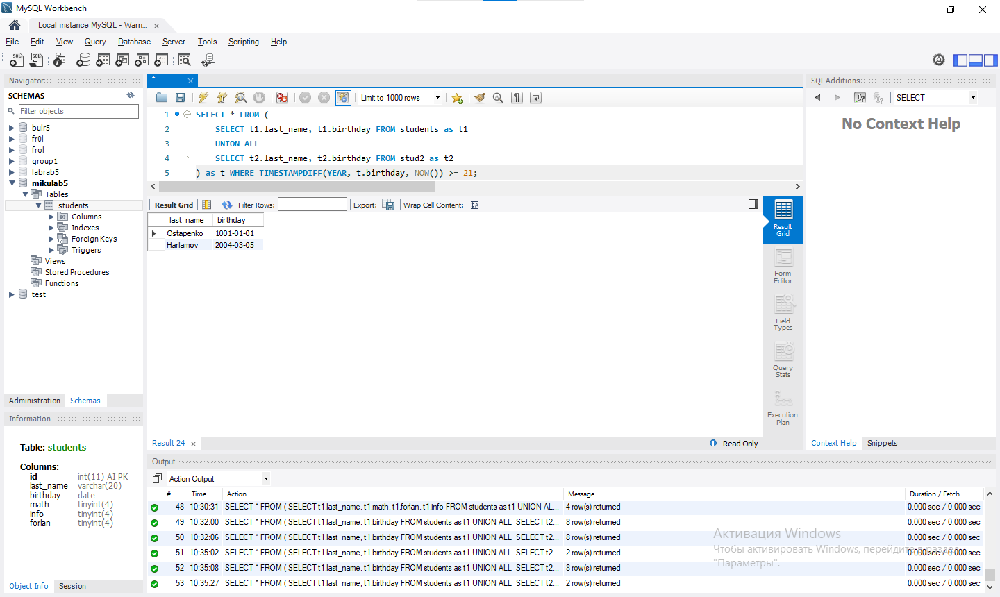 MySQL Workbench
Local instance MySQL - Warn...
File Edit View Query Database Server Tools Scripting Help
Navigator
SCHEMAS
Filter objects
bulr5
fr0l
frol
group1
labrab5
mikulab5
Tables
students
Columns
Indexes
Foreign Keys
Triggers
Views
Stored Procedures
Functions
test
Administration Schemas
Information
Table: students
Columns:
id int(11) AI PK
last_name varchar(20)
birthday date
math tinyint(4)
info tinyint(4)
forlan tinyint(4)
Object Info Session
*
Limit to 1000 rows
1 SELECT * FROM (
2 SELECT t1.last_name, t1.birthday FROM students as t1
3 UNION ALL
4 SELECT t2.last_name, t2.birthday FROM stud2 as t2
5 ) as t WHERE TIMESTAMPDIFF(YEAR, t.birthday, NOW()) >= 21;
Result Grid Filter Rows: Export: Wrap Cell Content:
last_name birthday
Ostapenko 1001-01-01
Harlamov 2004-03-05
Result Grid
Form Editor
Field Types
Query Stats
Execution Plan
Result 24
Read Only
SQLAdditions
SELECT
No Context Help
Context Help Snippets
Output
Action Output
# Time Action Message Duration / Fetch
48 10:30:31 SELECT * FROM ( SELECT t1.last_name, t1.math, t1.forlan, t1.info FROM students as t1 UNION AL... 4 row(s) returned 0.000 sec / 0.000 sec
49 10:32:00 SELECT * FROM ( SELECT t1.last_name, t1.birthday FROM students as t1 UNION ALL SELECT t2... 8 row(s) returned 0.000 sec / 0.000 sec
50 10:32:06 SELECT * FROM ( SELECT t1.last_name, t1.birthday FROM students as t1 UNION ALL SELECT t2... 8 row(s) returned 0.000 sec / 0.000 sec
51 10:35:02 SELECT * FROM ( SELECT t1.last_name, t1.birthday FROM students as t1 UNION ALL SELECT t2... 2 row(s) returned 0.000 sec / 0.000 sec
52 10:35:08 SELECT * FROM ( SELECT t1.last_name, t1.birthday FROM students as t1 UNION ALL SELECT t2... 8 row(s) returned 0.000 sec / 0.000 sec
53 10:35:27 SELECT * FROM ( SELECT t1.last_name, t1.birthday FROM students as t1 UNION ALL SELECT t2... 2 row(s) returned 0.000 sec / 0.000 sec
Активация Windows
Чтобы активировать Windows, перейдите в раздел
"Параметры".